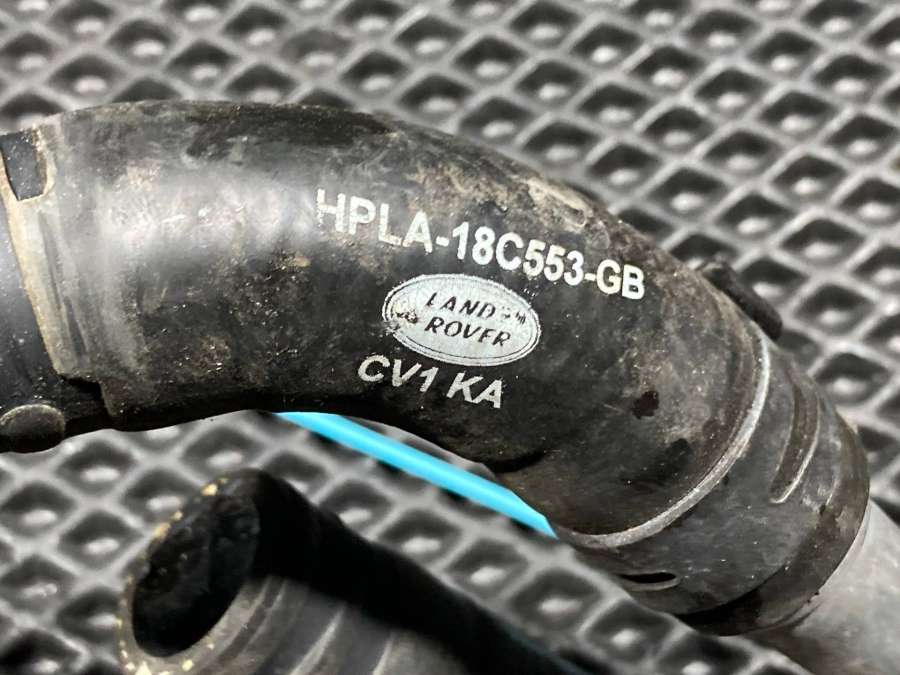 HPLA-18C553-GB
LAND
ROVER
CV1 KA